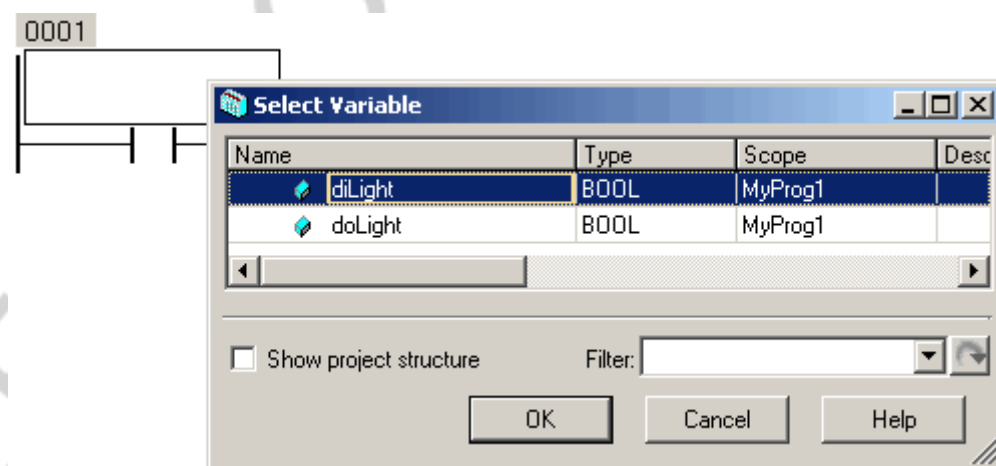 0001
Select Variable
Name Type Scope Desc
diLight BOOL MyProg1
doLight BOOL MyProg1
Show project structure Filter:
OK Cancel Help